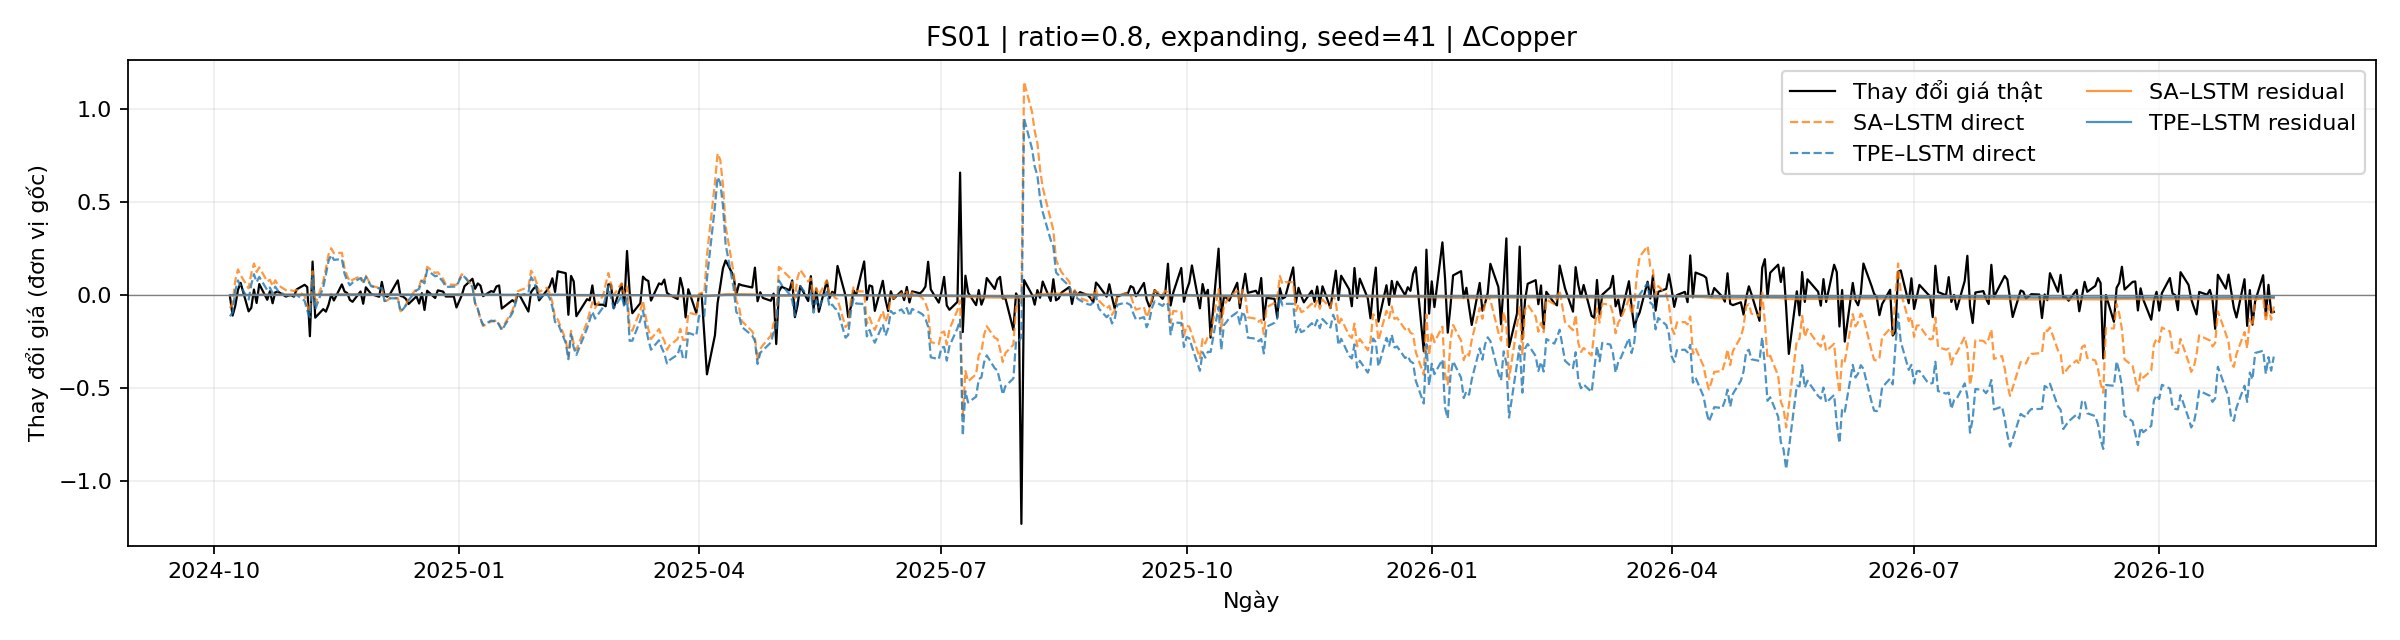 FS01 | ratio=0.8, expanding, seed=41 | ΔCopper
Thay đổi giá (đơn vị gốc)
1.0
0.5
0.0
−0.5
−1.0
Thay đổi giá thật
SA–LSTM direct
TPE–LSTM direct
SA–LSTM residual
TPE–LSTM residual
2024-10
2025-01
2025-04
2025-07
2025-10
2026-01
2026-04
2026-07
2026-10
Ngày